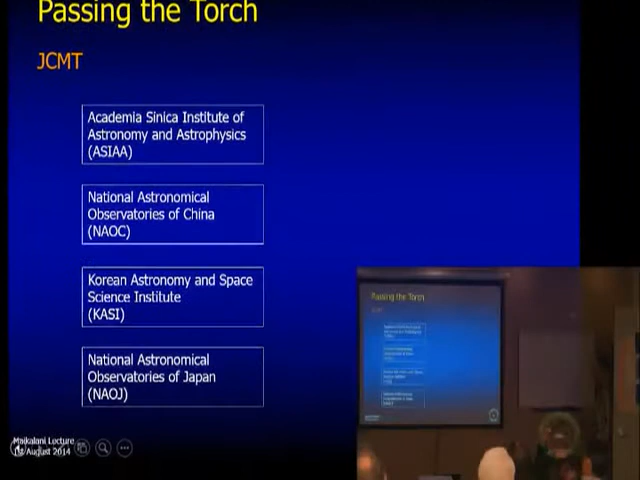 Passing the Torch
JCMT
Academia Sinica Institute of
Astronomy and Astrophysics
(ASIAA)
National Astronomical
Observatories of China
(NAOC)
Korean Astronomy and Space
Science Institute
(KASI)
National Astronomical
Observatories of Japan
(NAOJ)
Maikalani Lecture
August 2014
Passing the Torch
JCMT